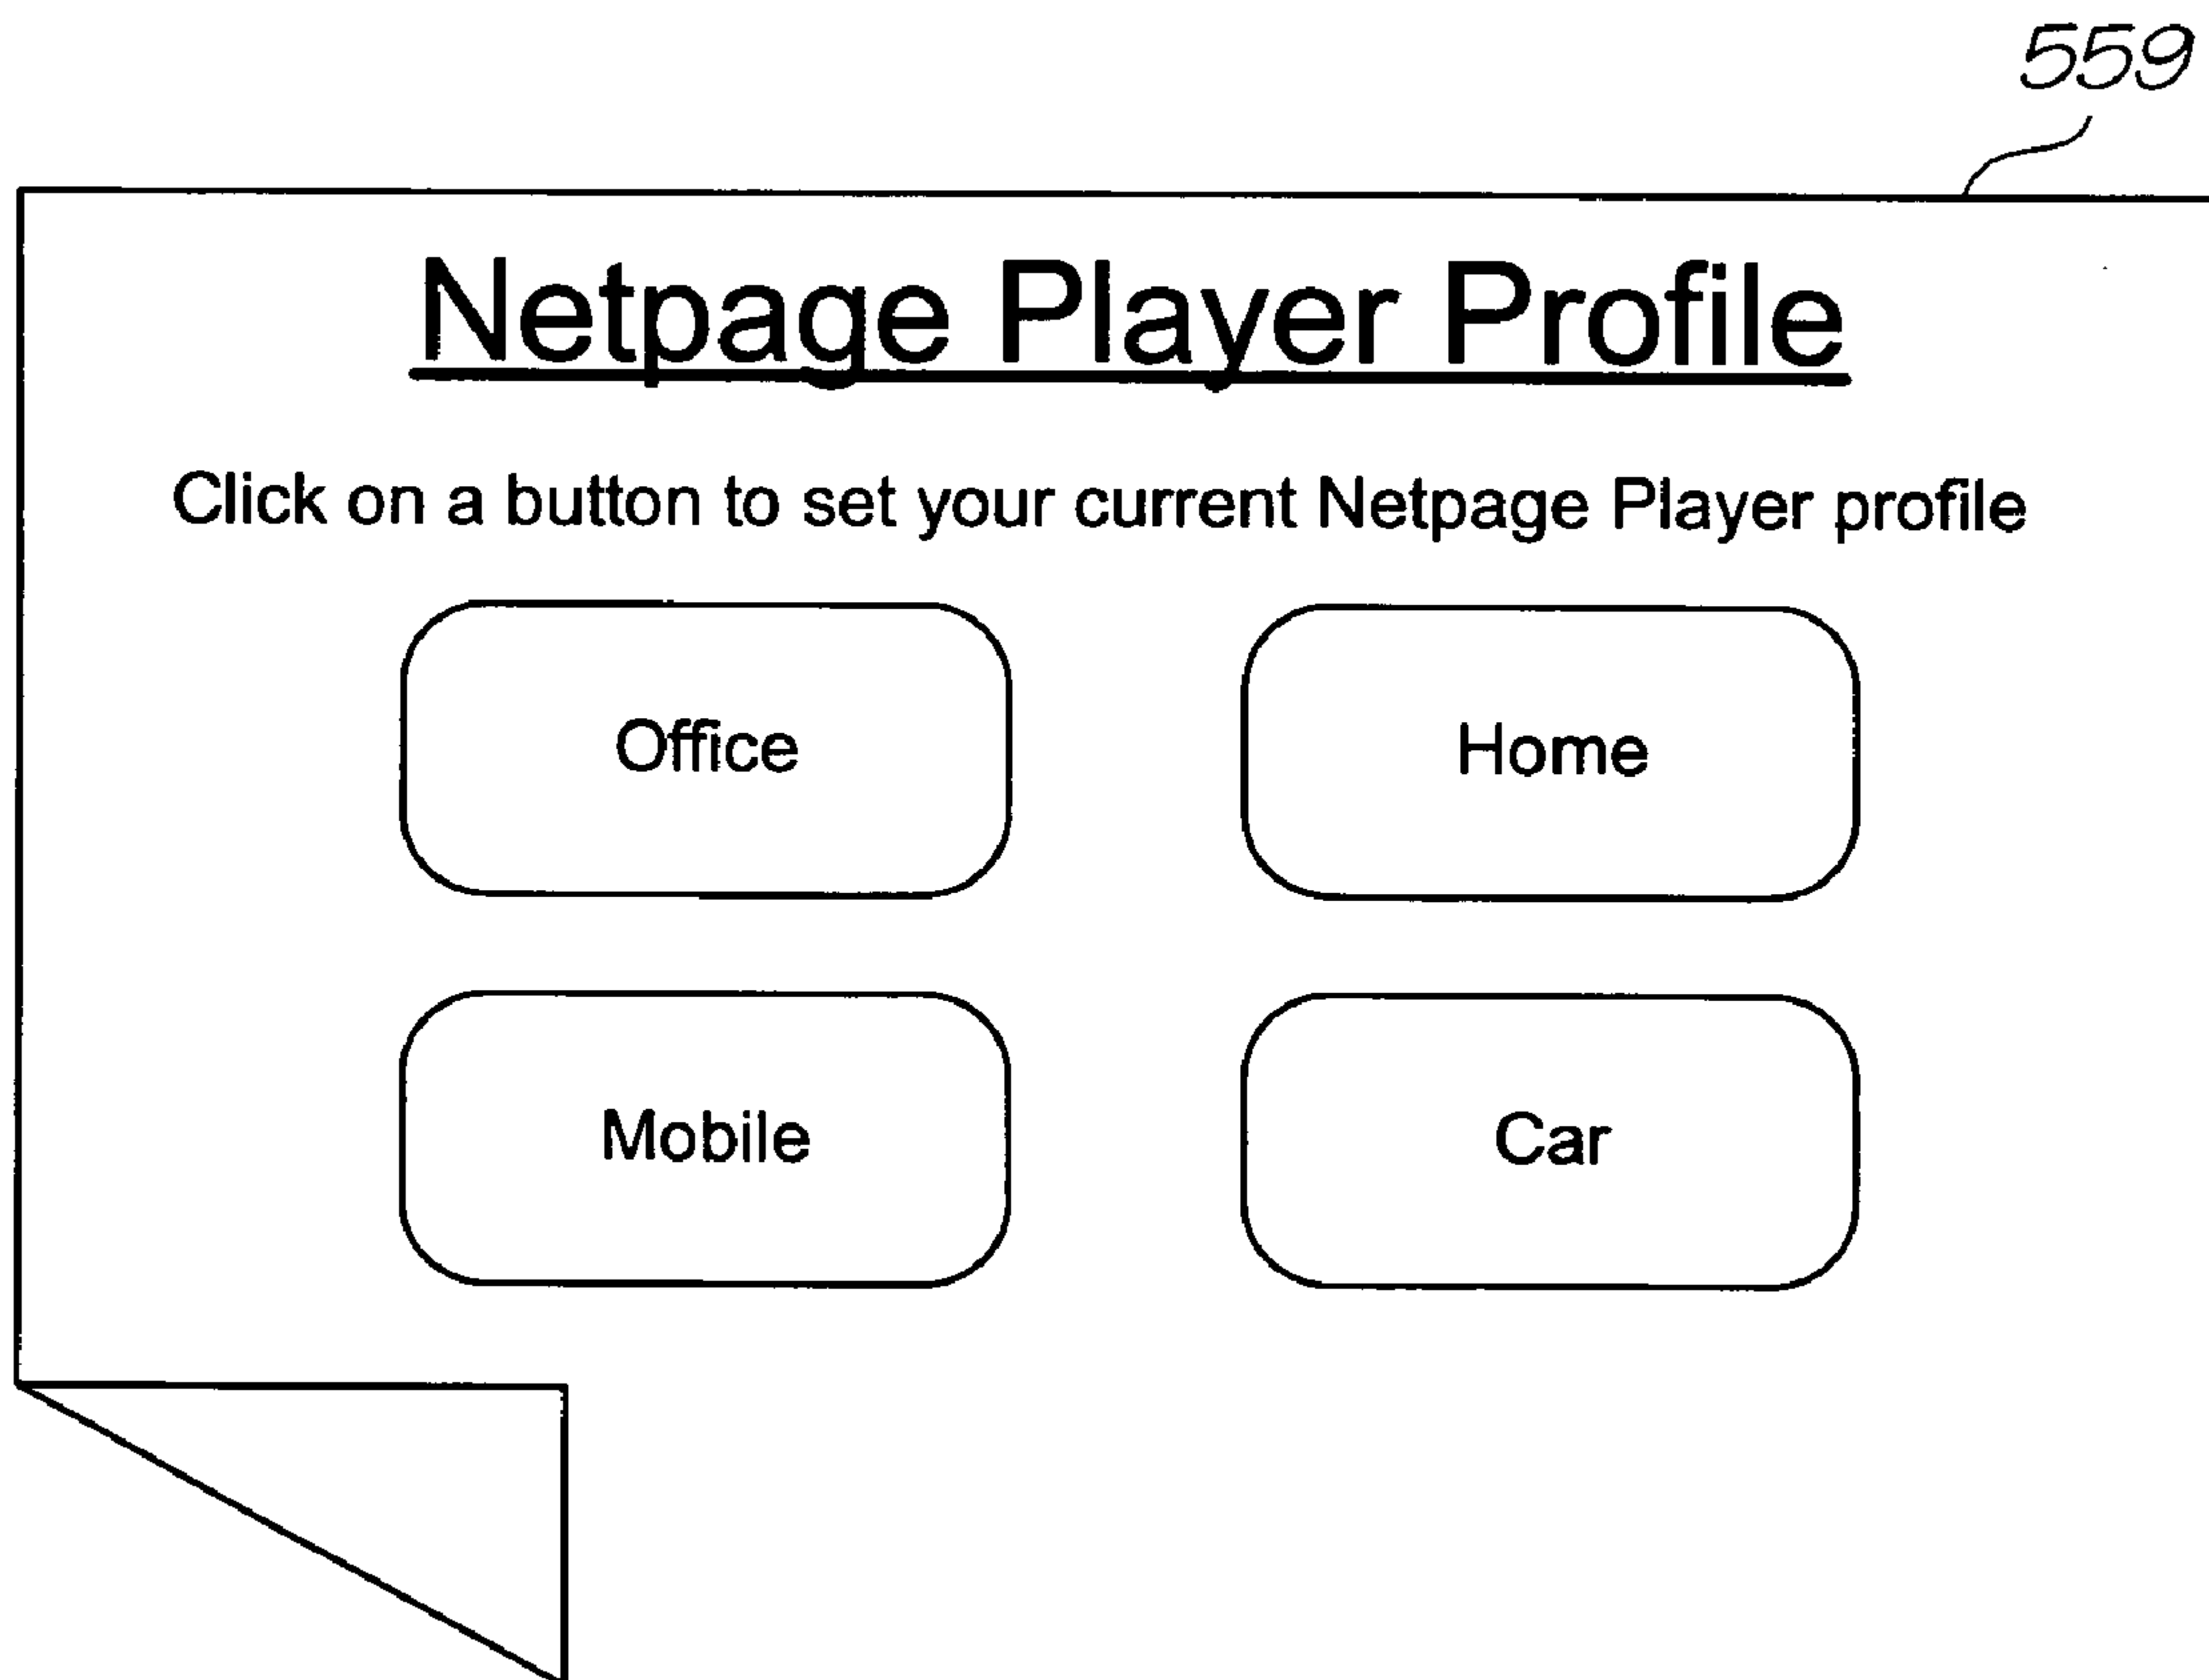 559
Netpage Player Profile
Click on a button to set your current Netpage Player profile
Office Home
Mobile Car